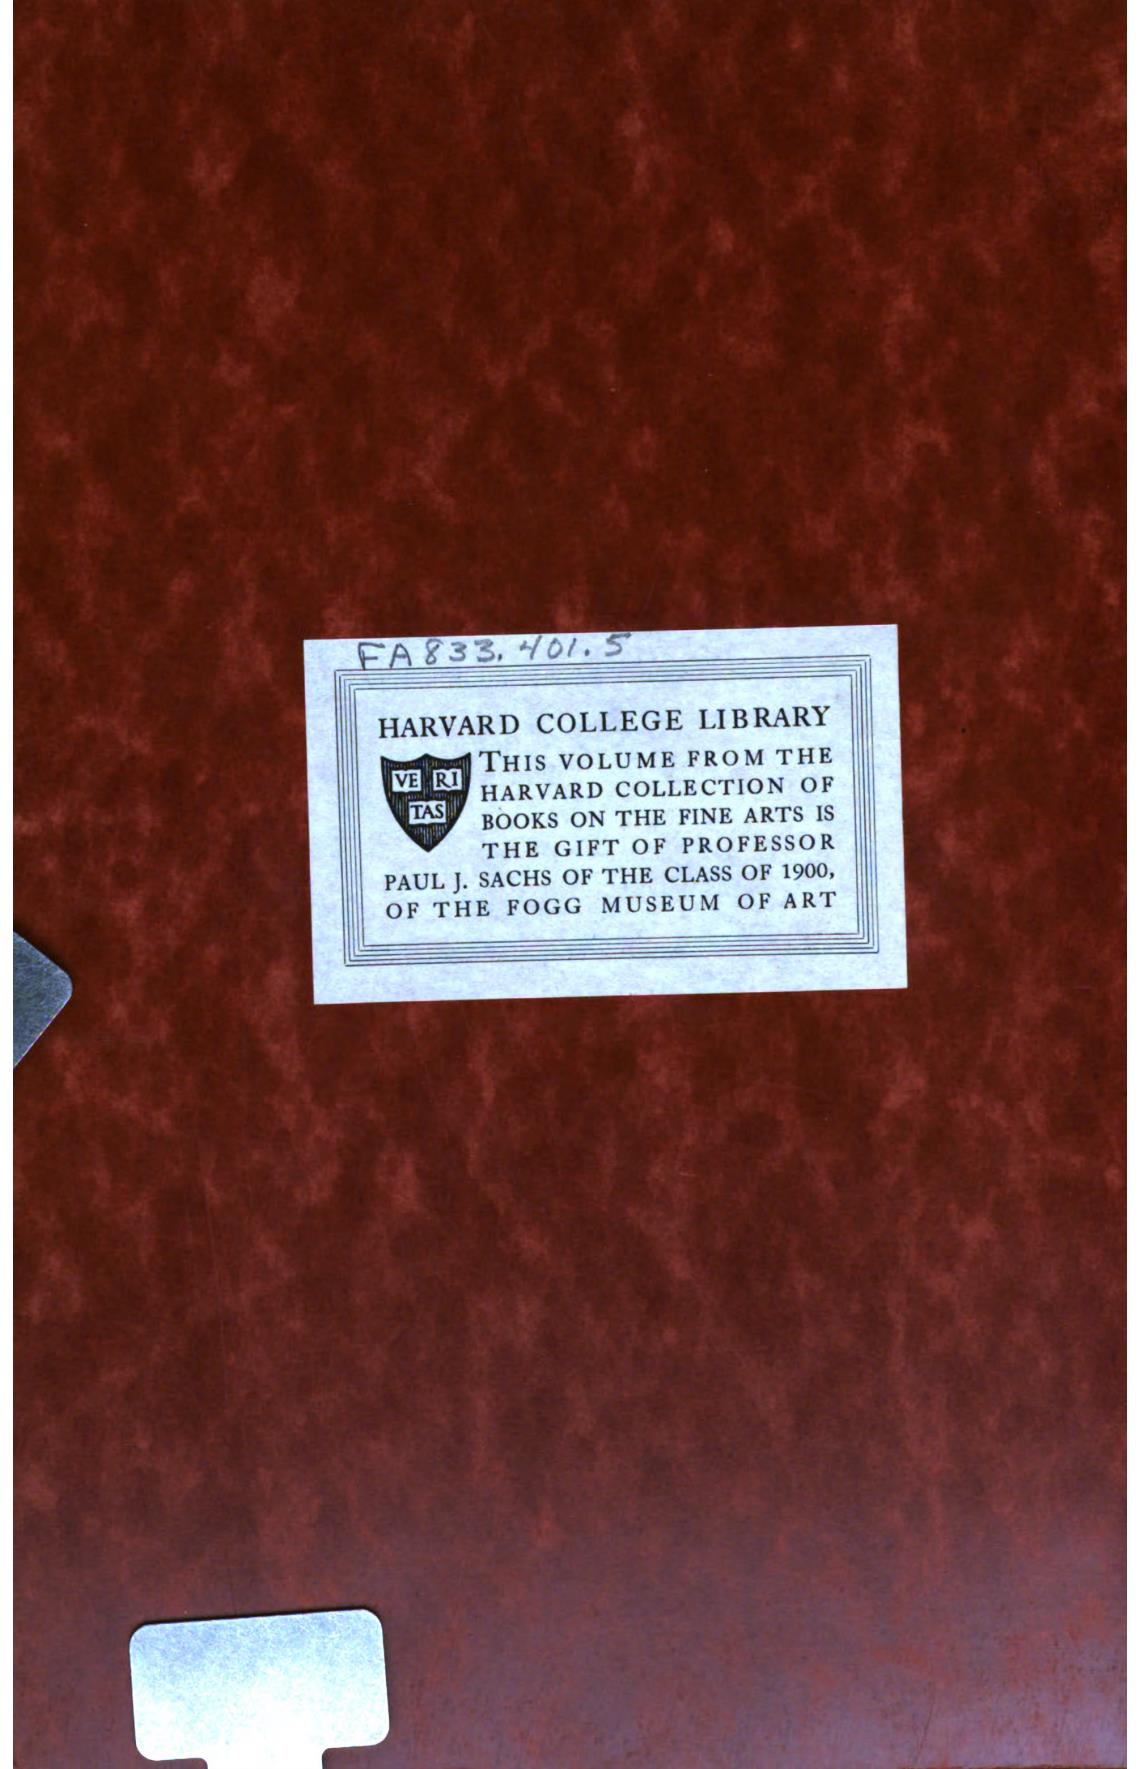 FA833.401.5
HARVARD COLLEGE LIBRARY
VE RI
TAS
THIS VOLUME FROM THE
HARVARD COLLECTION OF
BOOKS ON THE FINE ARTS IS
THE GIFT OF PROFESSOR
PAUL J. SACHS OF THE CLASS OF 1900,
OF THE FOGG MUSEUM OF ART